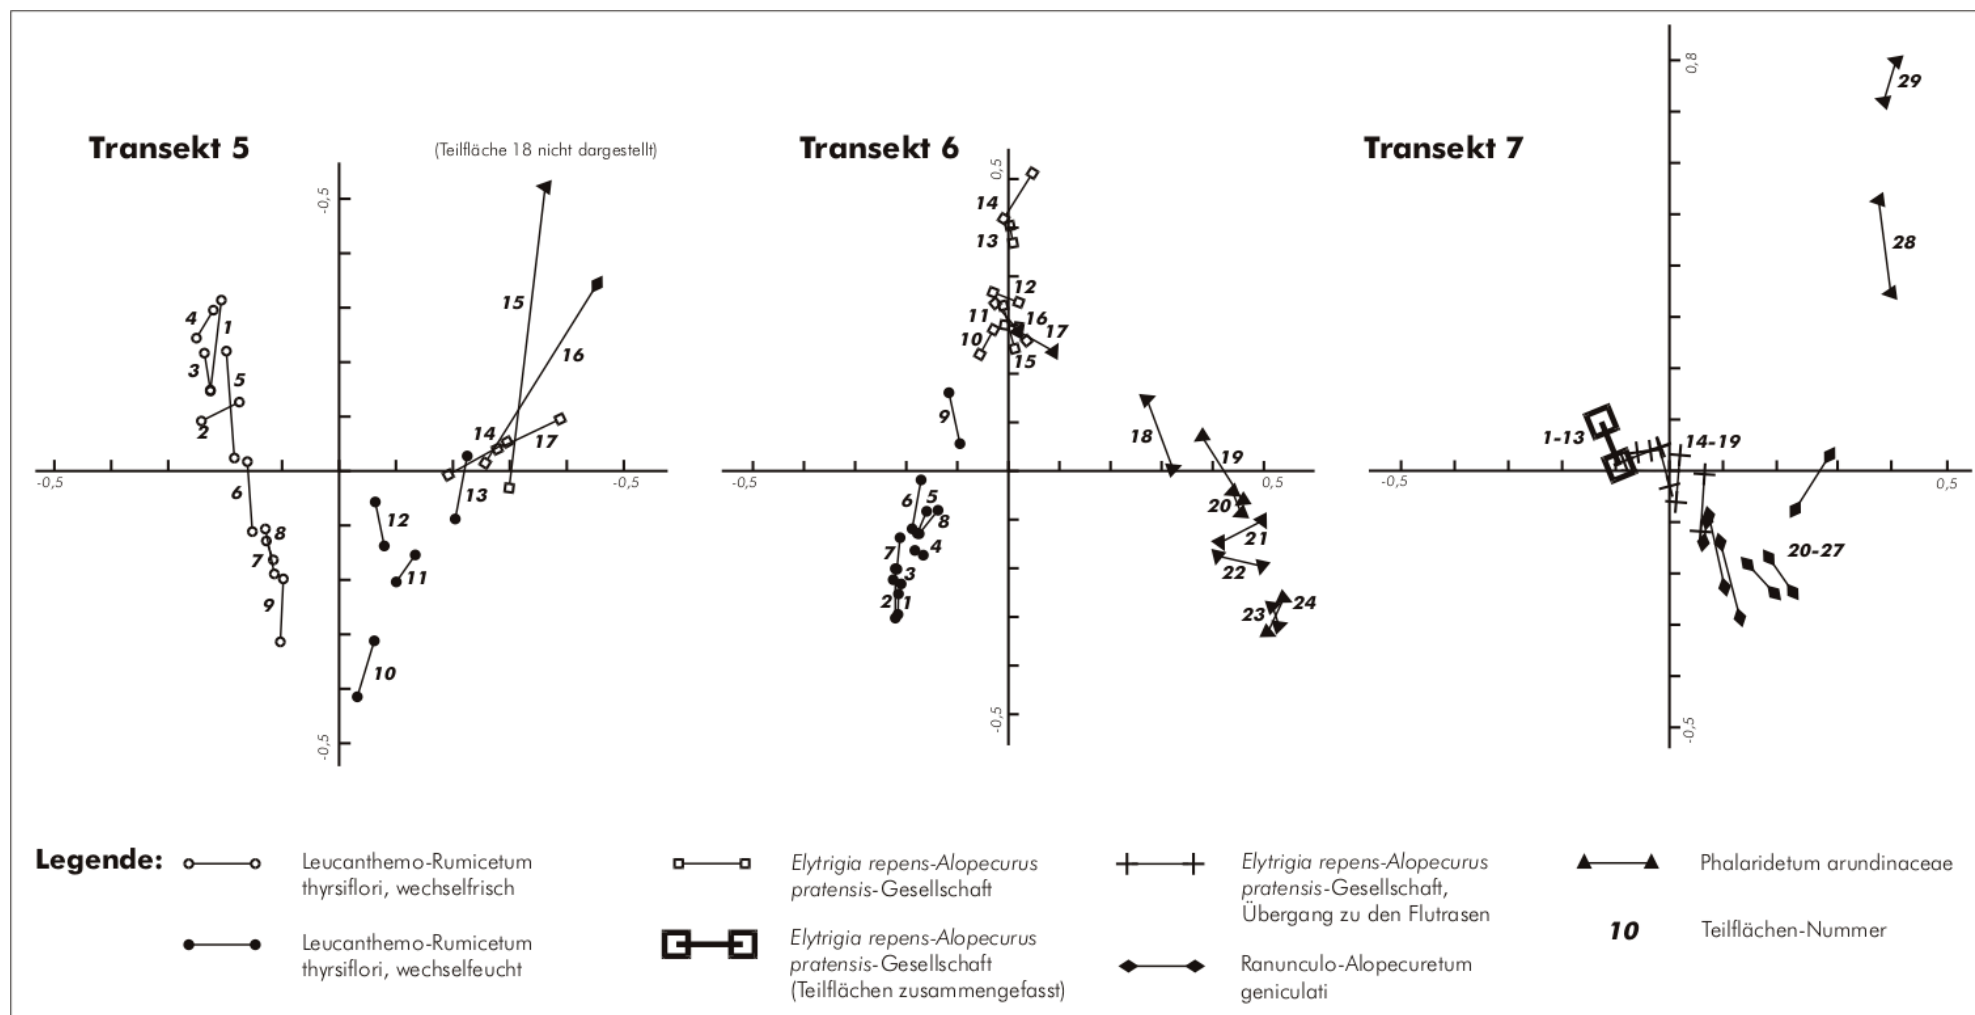 Transekt 5
(Teilfläche 18 nicht dargestellt)
-0,5
-0,5
-0,5
-0,5
4
1
3
5
2
6
8
7
9
15
16
14
17
13
12
11
10
Transekt 6
0,5
-0,5
0,5
-0,5
14
13
12
11
16
17
10
15
9
18
19
6
5
8
20
7
4
21
3
22
2
1
23
24
Transekt 7
0,8
-0,5
0,5
-0,5
29
28
1-13
14-19
20-27
Legende:
Leucanthemo-Rumicetum
thyrsiflori, wechselfrisch
Leucanthemo-Rumicetum
thyrsiflori, wechselfeucht
Elytrigia repens-Alopecurus
pratensis-Gesellschaft
Elytrigia repens-Alopecurus
pratensis-Gesellschaft
(Teilflächen zusammengefasst)
Elytrigia repens-Alopecurus
pratensis-Gesellschaft,
Übergang zu den Flutrasen
Ranunculo-Alopecuretum
geniculati
Phalaridetum arundinaceae
10
Teilflächen-Nummer